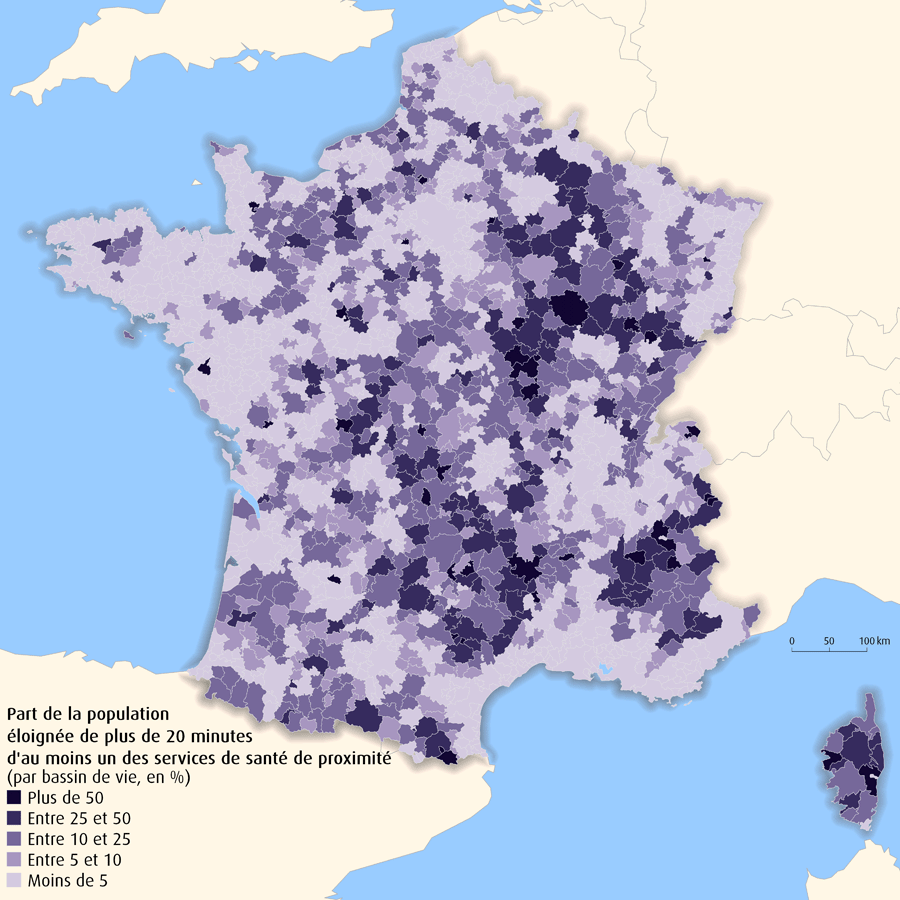 0 50 100 km
Part de la population
éloignée de plus de 20 minutes
d'au moins un des services de santé de proximité
(par bassin de vie, en %)
Plus de 50
Entre 25 et 50
Entre 10 et 25
Entre 5 et 10
Moins de 5